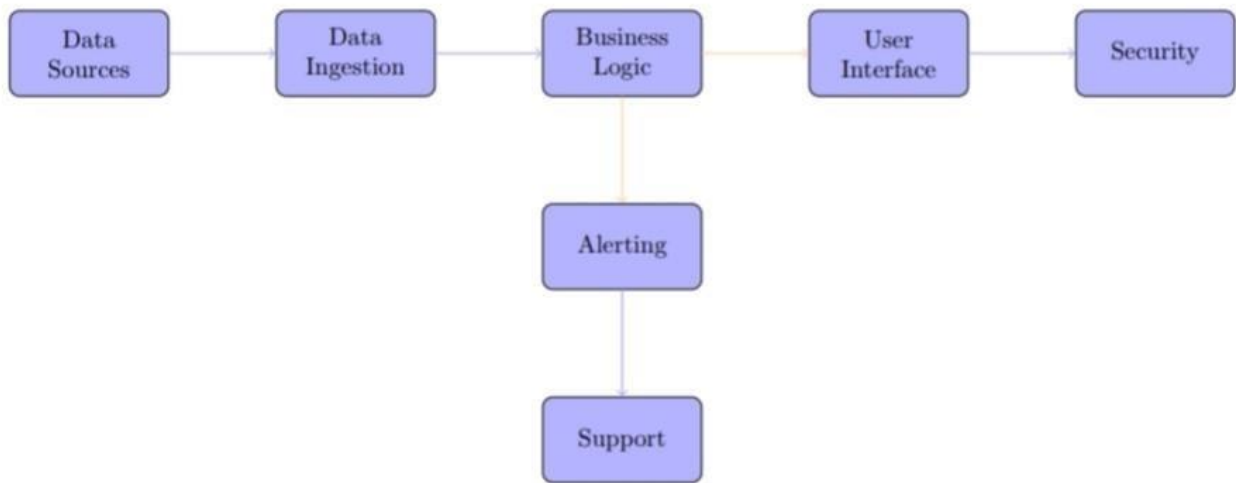 Data
Sources
Data
Ingestion
Business
Logic
User
Interface
Security
Alerting
Support